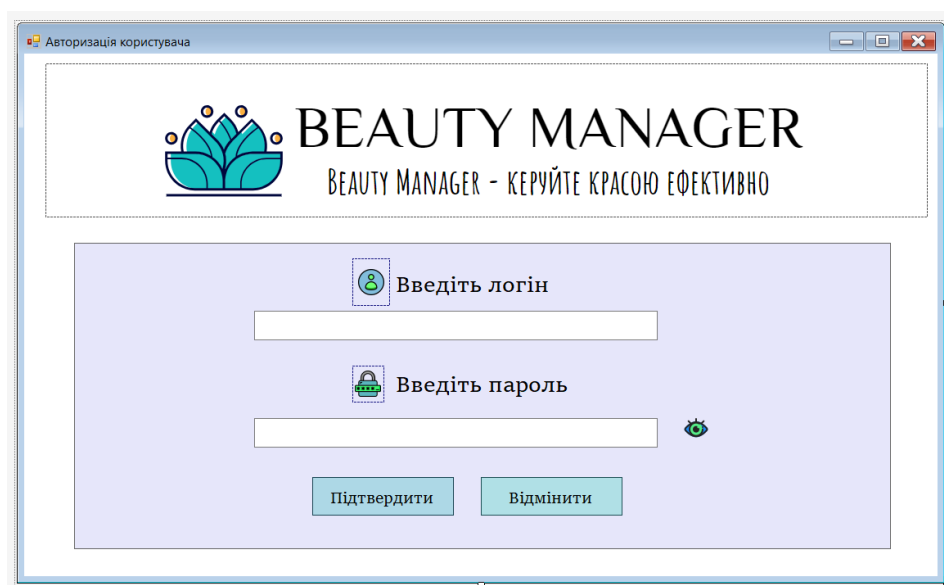 Авторизація користувача
BEAUTY MANAGER
Beauty Manager - керуйте красою ефективно
Введіть логін
Введіть пароль
Підтвердити
Відмінити